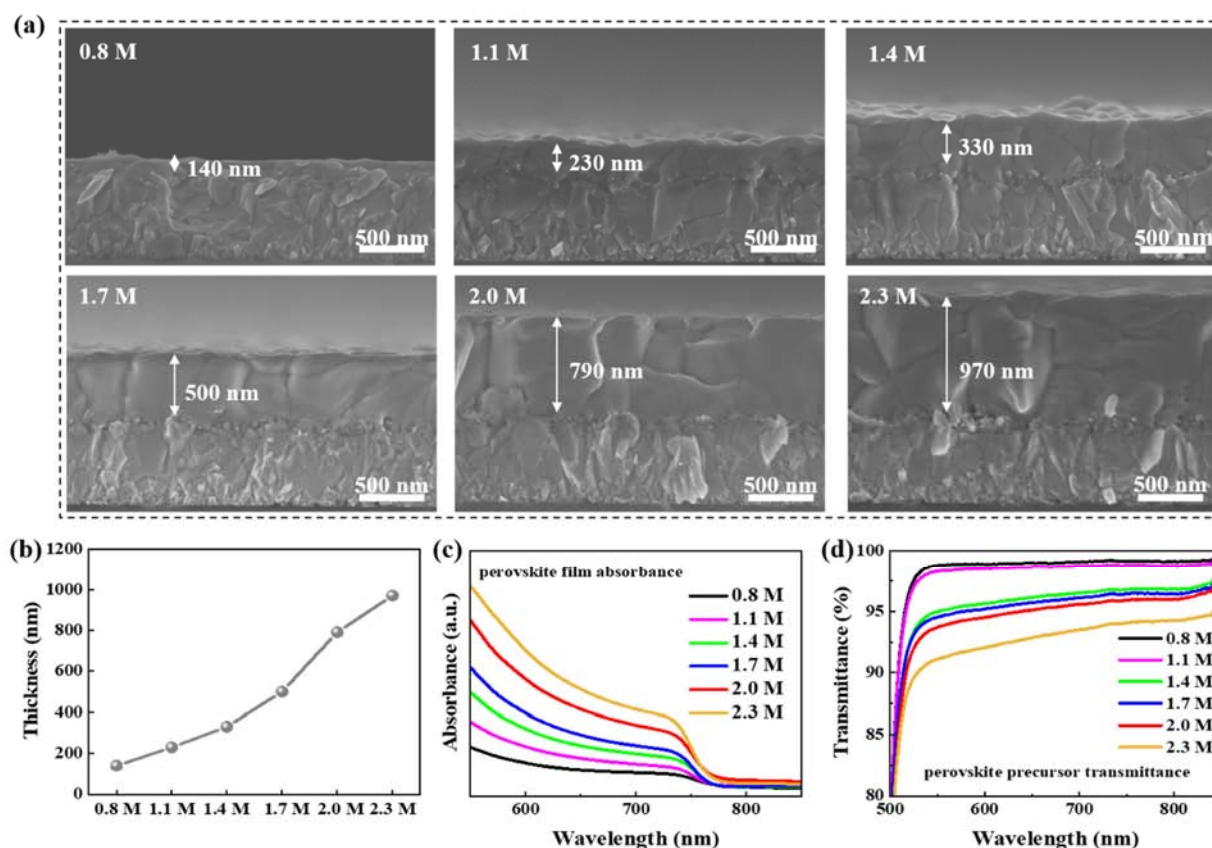 (a)
0.8 M
140 nm
500 nm
1.1 M
230 nm
500 nm
1.4 M
330 nm
500 nm
1.7 M
500 nm
500 nm
2.0 M
790 nm
500 nm
2.3 M
970 nm
500 nm
(b)
Thickness (nm)
1200
1000
800
600
400
200
0
0.8 M 1.1 M 1.4 M 1.7 M 2.0 M 2.3 M
(c)
perovskite film absorbance
Absorbance (a.u.)
0.8 M
1.1 M
1.4 M
1.7 M
2.0 M
2.3 M
600 700 800
Wavelength (nm)
(d)
Transmittance (%)
100
95
90
85
80
0.8 M
1.1 M
1.4 M
1.7 M
2.0 M
2.3 M
perovskite precursor transmittance
500 600 700 800
Wavelength (nm)